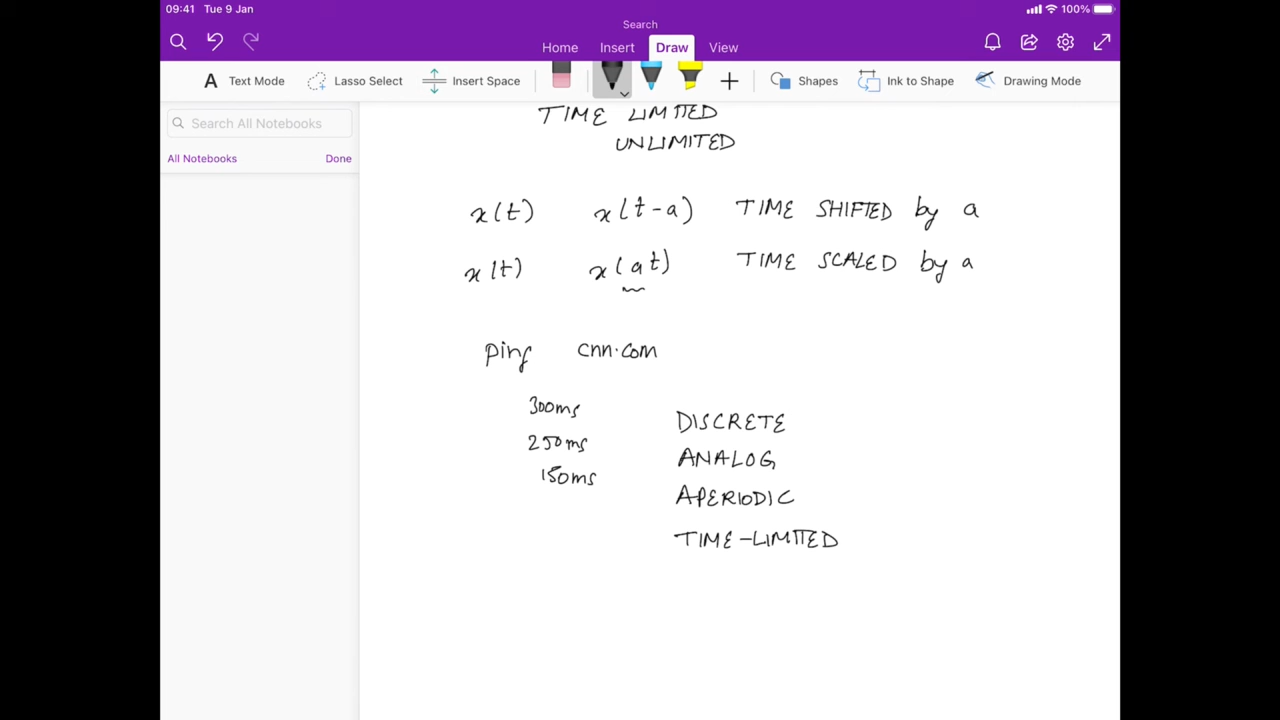 09:41 Tue 9 Jan 100%
Search
Home Insert Draw View
Text Mode Lasso Select Insert Space Shapes Ink to Shape Drawing Mode
Search All Notebooks
All Notebooks Done
TIME LIMITED
UNLIMITED
x(t) x(t-a) TIME SHIFTED by a
x(t) x(at) TIME SCALED by a
ping cnn.com
300ms
DISCRETE
250ms
ANALOG
150ms
APERIODIC
TIME-LIMITED